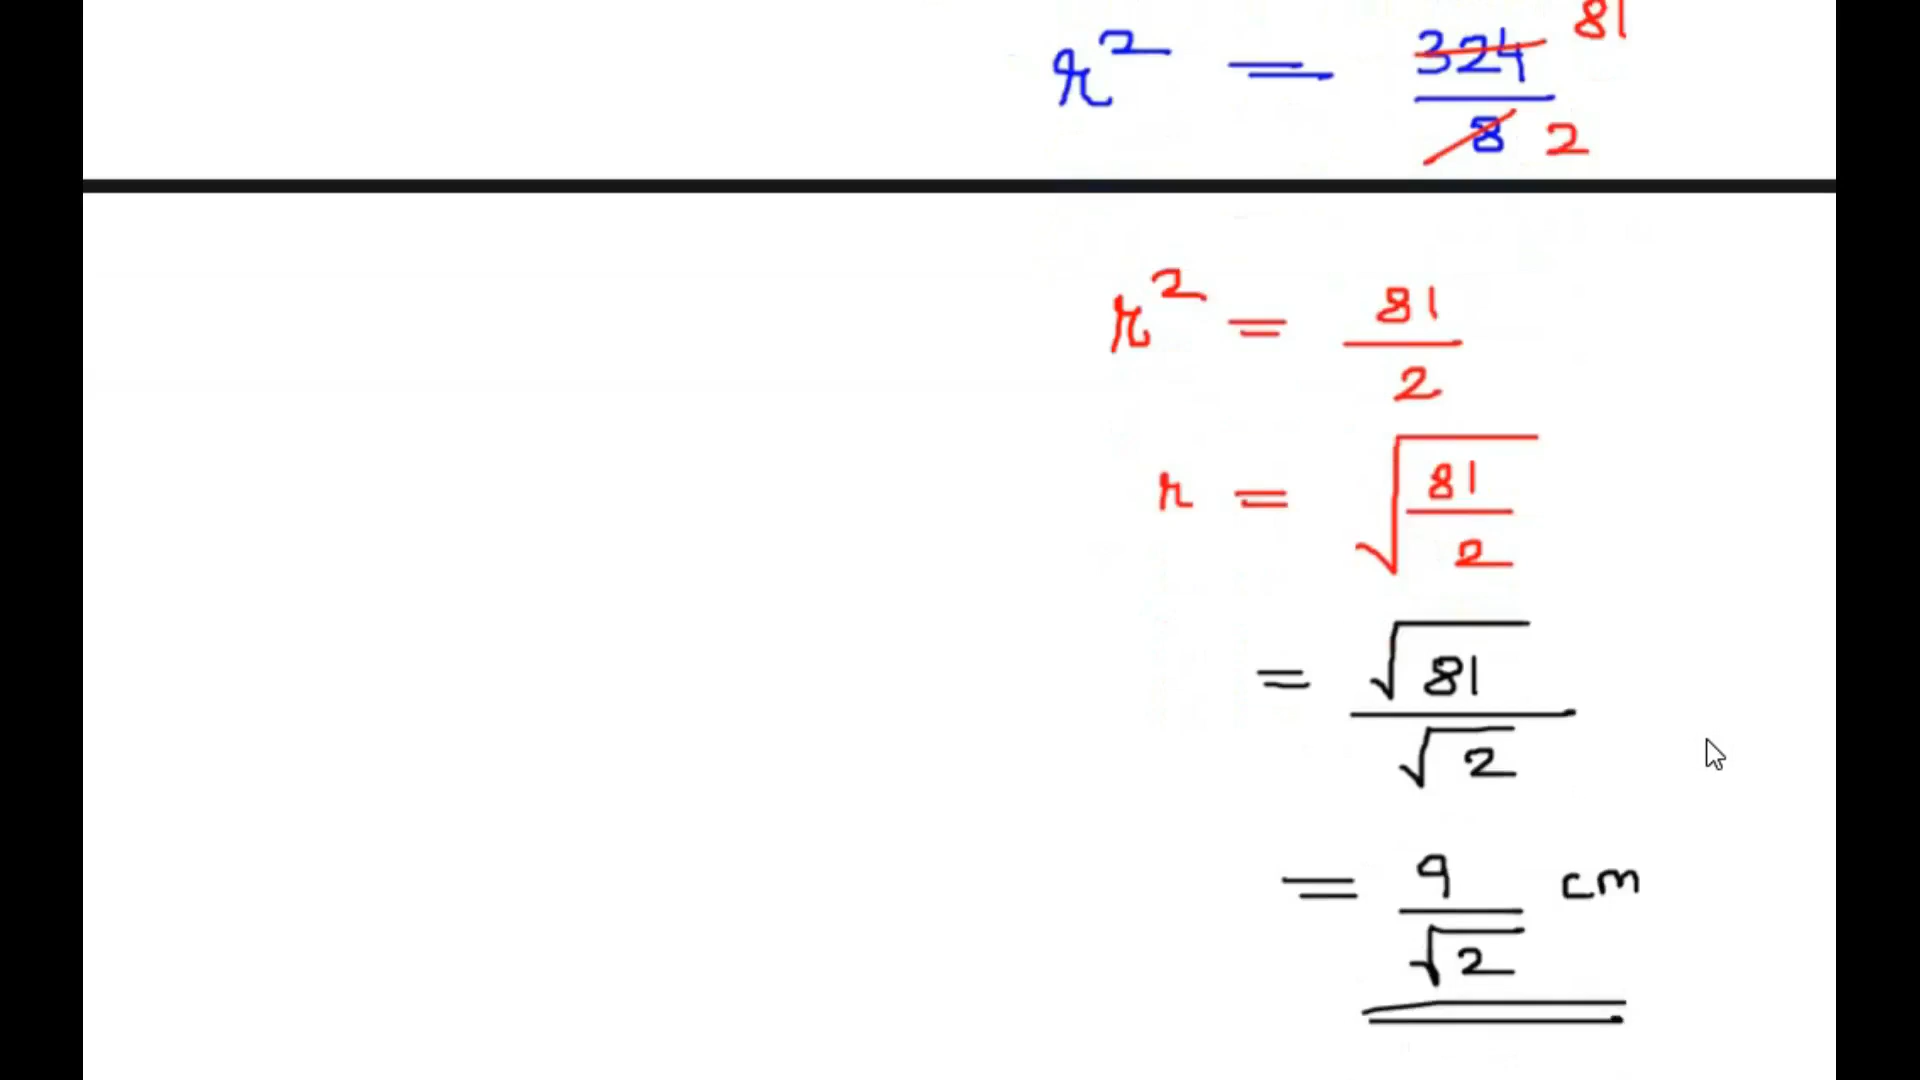 r² = 324/8 81 2
r² = 81/2
r = √(81/2)
= √81/√2
= 9/√2 cm